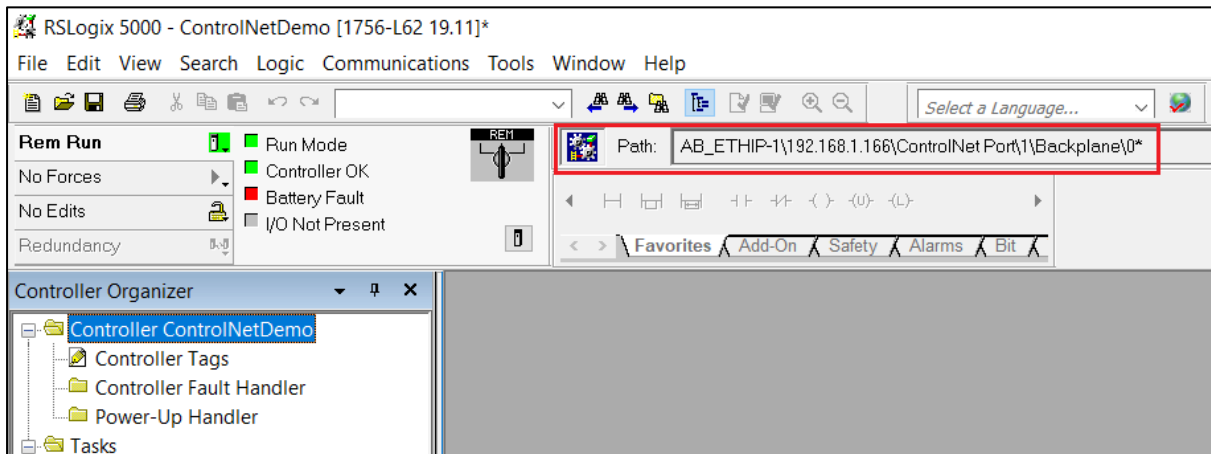 RSLogix 5000 - ControlNetDemo [1756-L62 19.11]*
File Edit View Search Logic Communications Tools Window Help
Select a Language...
Rem Run
No Forces
No Edits
Redundancy
Run Mode
Controller OK
Battery Fault
I/O Not Present
REM
Path: AB_ETHIP-1\192.168.1.166\ControlNet Port\1\Backplane\0*
Favorites Add-On Safety Alarms Bit
Controller Organizer
Controller ControlNetDemo
Controller Tags
Controller Fault Handler
Power-Up Handler
Tasks